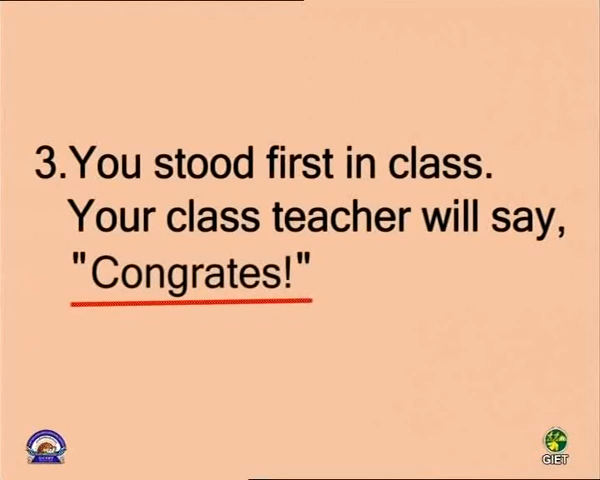 3.You stood first in class.
Your class teacher will say,
"Congrates!"
GIET